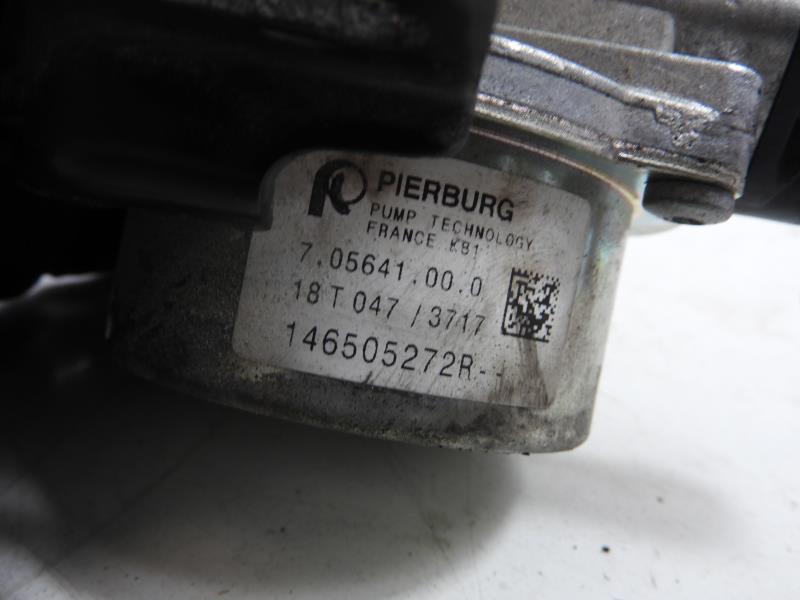 PIERBURG
PUMP TECHNOLOGY
FRANCE KB1
7.05641.00.0
18 T 047 / 3717
146505272R--